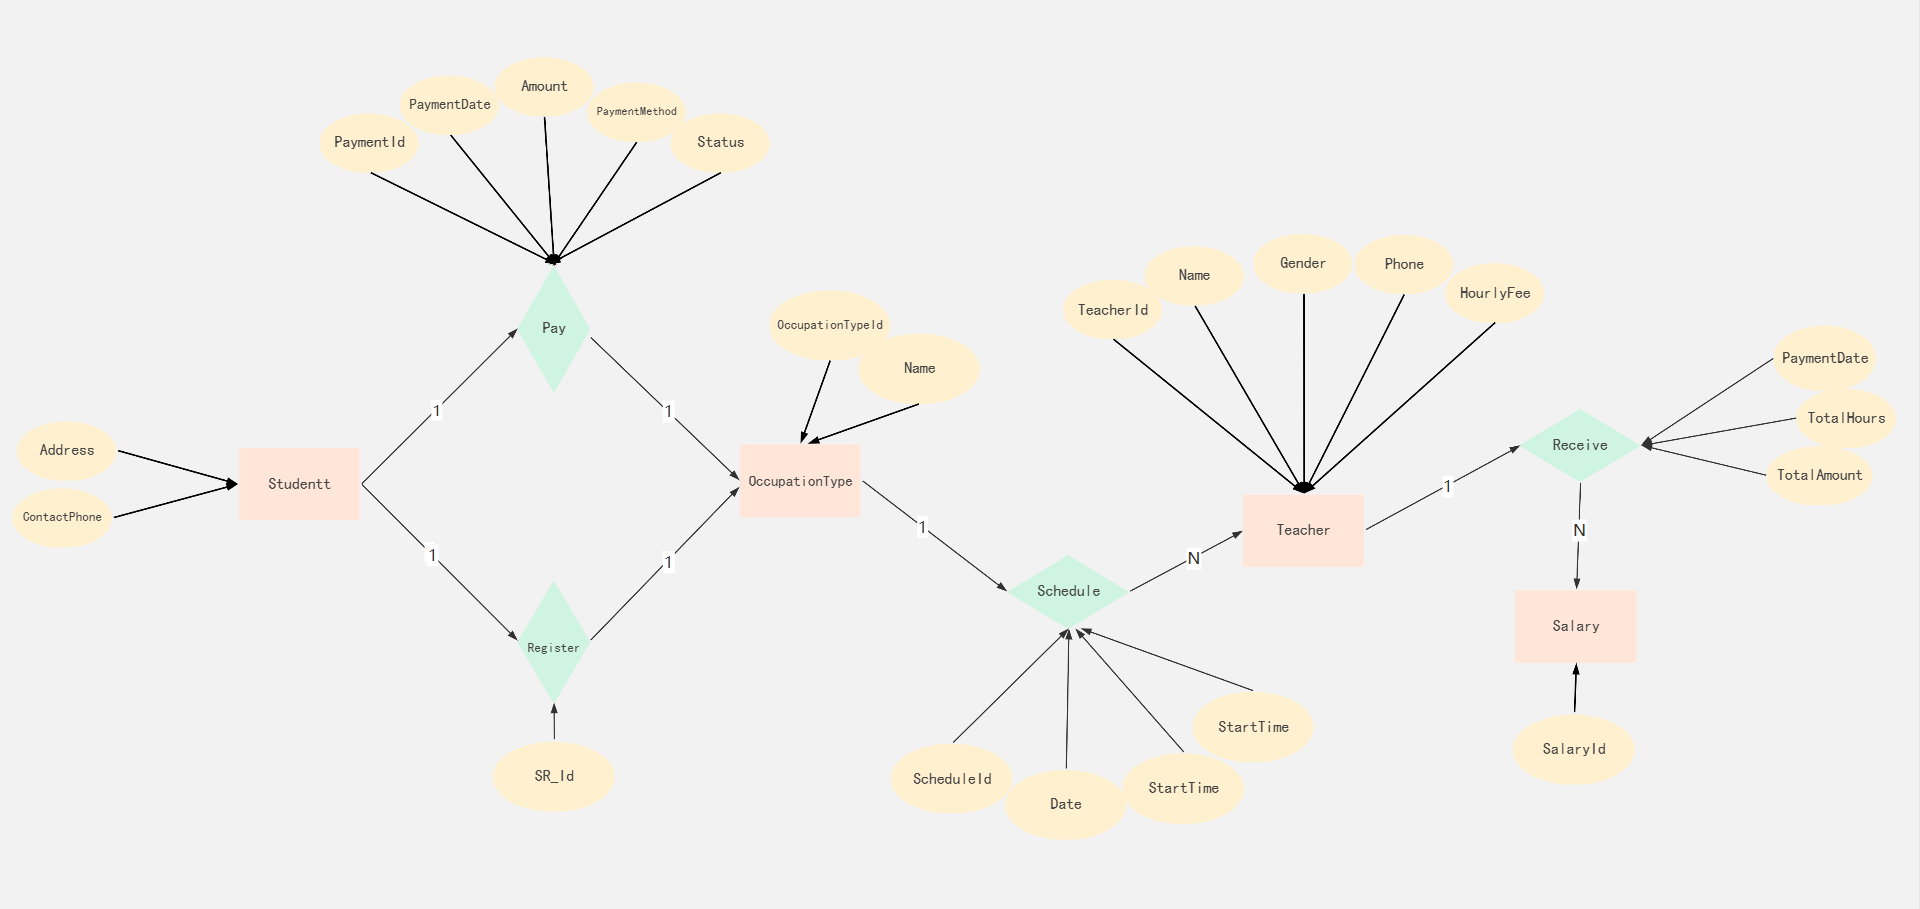 Amount
PaymentDate
PaymentMethod
PaymentId
Status
Gender
Phone
Name
HourlyFee
TeacherId
OccupationTypeId
Pay
PaymentDate
Name
1
1
TotalHours
Receive
Address
TotalAmount
OccupationType
Studentt
1
ContactPhone
1
Teacher
N
1
N
1
Schedule
Salary
Register
StartTime
SalaryId
SR_Id
ScheduleId
StartTime
Date